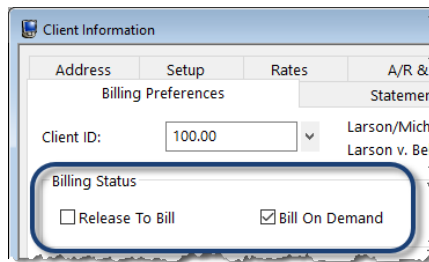 Client Information
Address Setup Rates A/R &
Billing Preferences Statemen
Client ID: 100.00 Larson/Mich
Larson v. Be
Billing Status
Release To Bill Bill On Demand